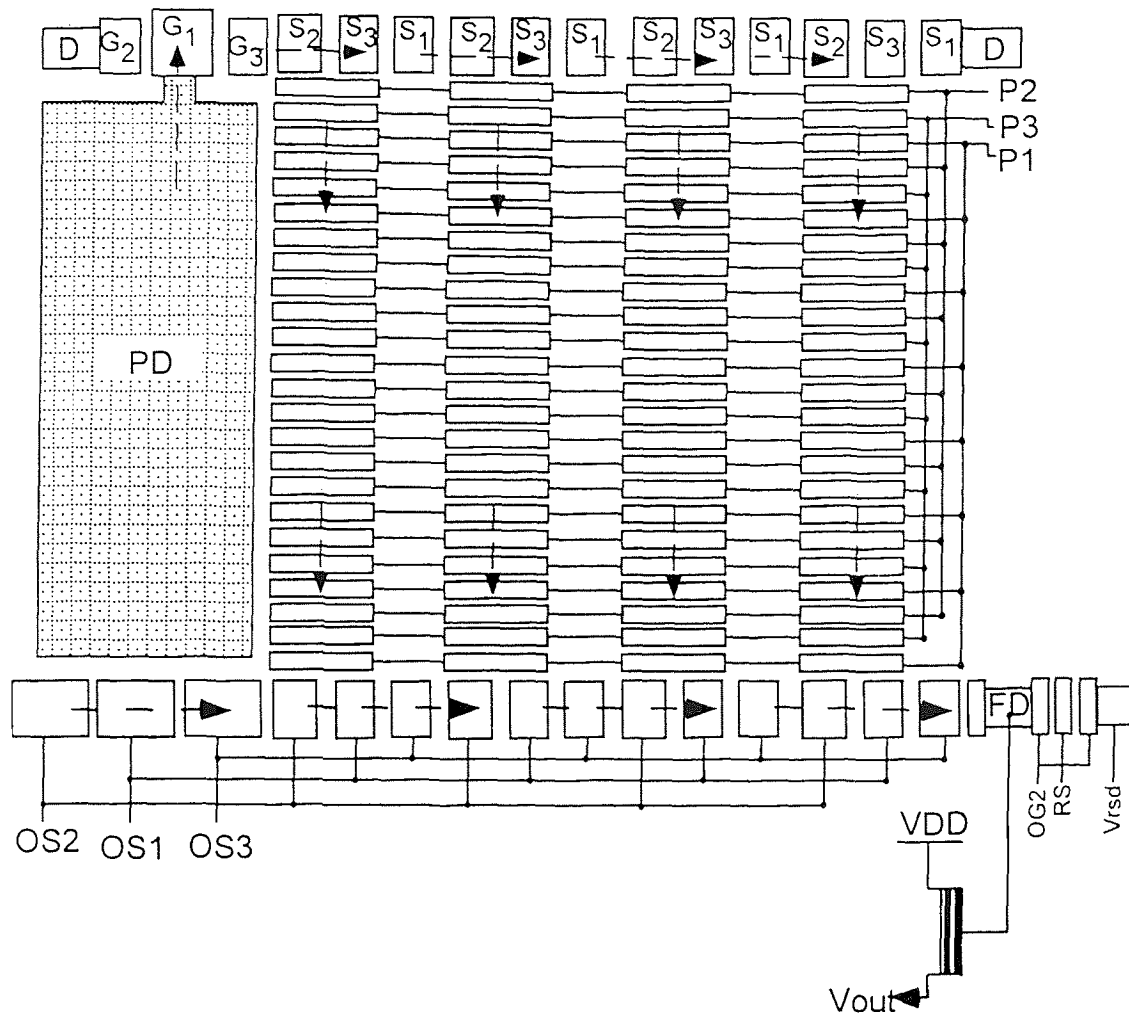 D G2 G1 G3 S2 S3 S1 S2 S3 S1 S2 S3 S1 S2 S3 S1 D
P2
P3
P1
PD
FD
OS2 OS1 OS3
OG2
RS
Vrsd
VDD
Vout